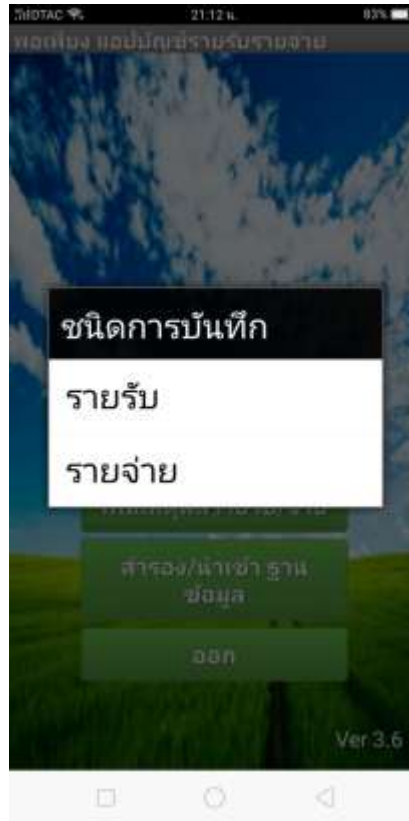 DTAC
21:12 น.
83%
พอเพียง แอปบัญชีรายรับรายจ่าย
ชนิดการบันทึก
รายรับ
รายจ่าย
สำรอง/นำเข้า ฐาน
ข้อมูล
ออก
Ver 3.6